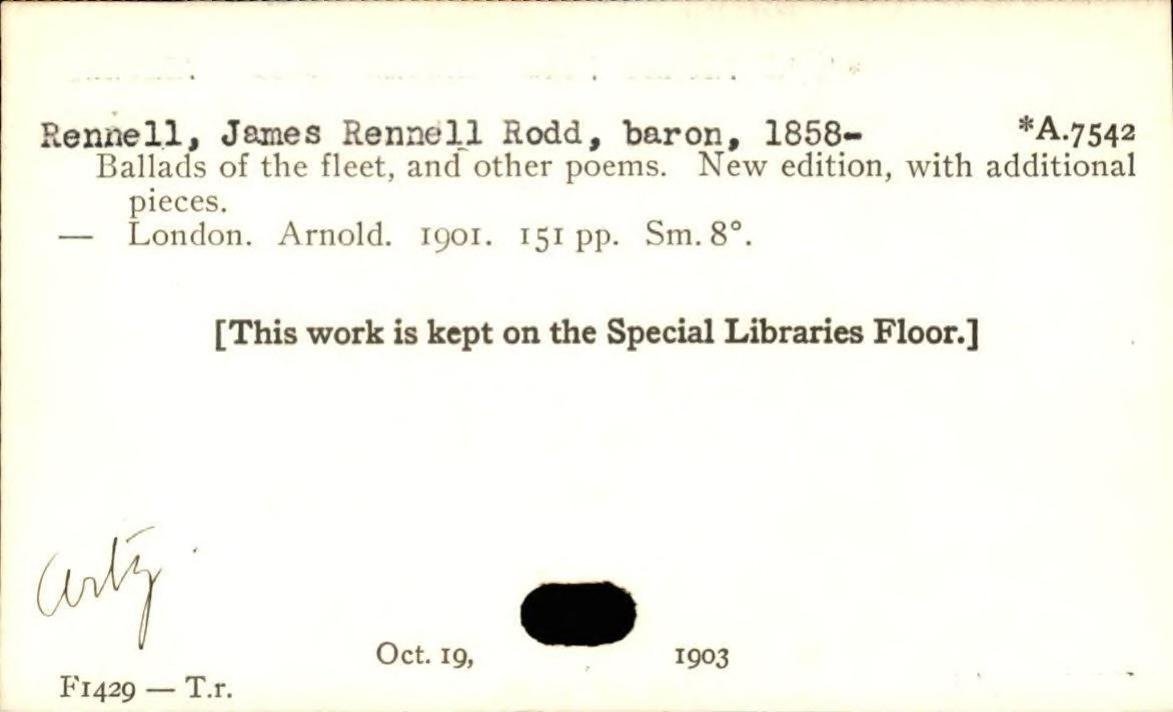 Rennell, James Rennell Rodd, baron, 1858- *A.7542
Ballads of the fleet, and other poems. New edition, with additional
pieces.
— London. Arnold. 1901. 151 pp. Sm. 8°.
[This work is kept on the Special Libraries Floor.]
Oct. 19, 1903
F1429 — T.r.